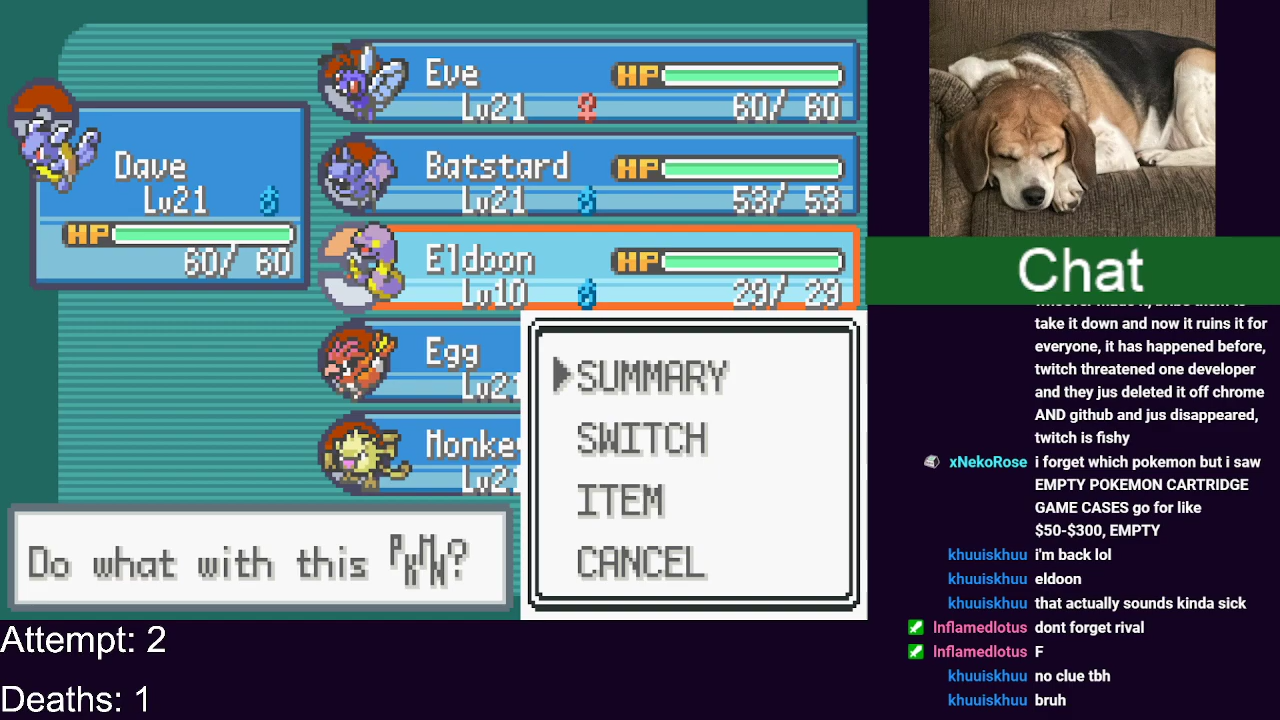 Eve
HP
Lv21
60/ 60
Dave
Lv21
HP
60/ 60
Batstard
HP
Lv21
53/ 53
Eldoon
HP
Lv10
29/ 29
Egg
Monke
SUMMARY
SWITCH
ITEM
CANCEL
Do what with this PKMN?
Attempt: 2
Deaths: 1
Chat
take it down and now it ruins it for
everyone, it has happened before,
twitch threatened one developer
and they jus deleted it off chrome
AND github and jus disappeared,
twitch is fishy
xNekoRose i forget which pokemon but i saw
EMPTY POKEMON CARTRIDGE
GAME CASES go for like
$50-$300, EMPTY
khuuiskhuu i'm back lol
khuuiskhuu eldoon
khuuiskhuu that actually sounds kinda sick
Inflamedlotus dont forget rival
Inflamedlotus F
khuuiskhuu no clue tbh
khuuiskhuu bruh